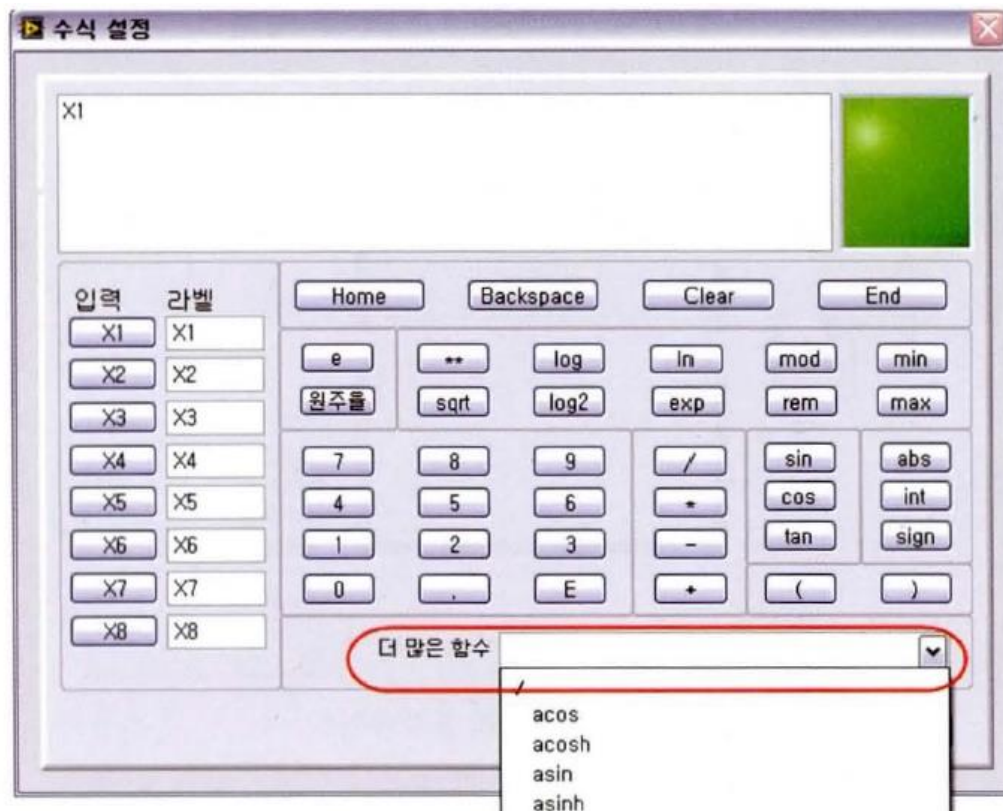 수식 설정
X1
입력 라벨
X1 X1
X2 X2
X3 X3
X4 X4
X5 X5
X6 X6
X7 X7
X8 X8
Home Backspace Clear End
e ** log ln mod min
원주율 sqrt log2 exp rem max
7 8 9 / sin abs
4 5 6 * cos int
1 2 3 - tan sign
0 . E + ( )
더 많은 함수
/
acos
acosh
asin
asinh